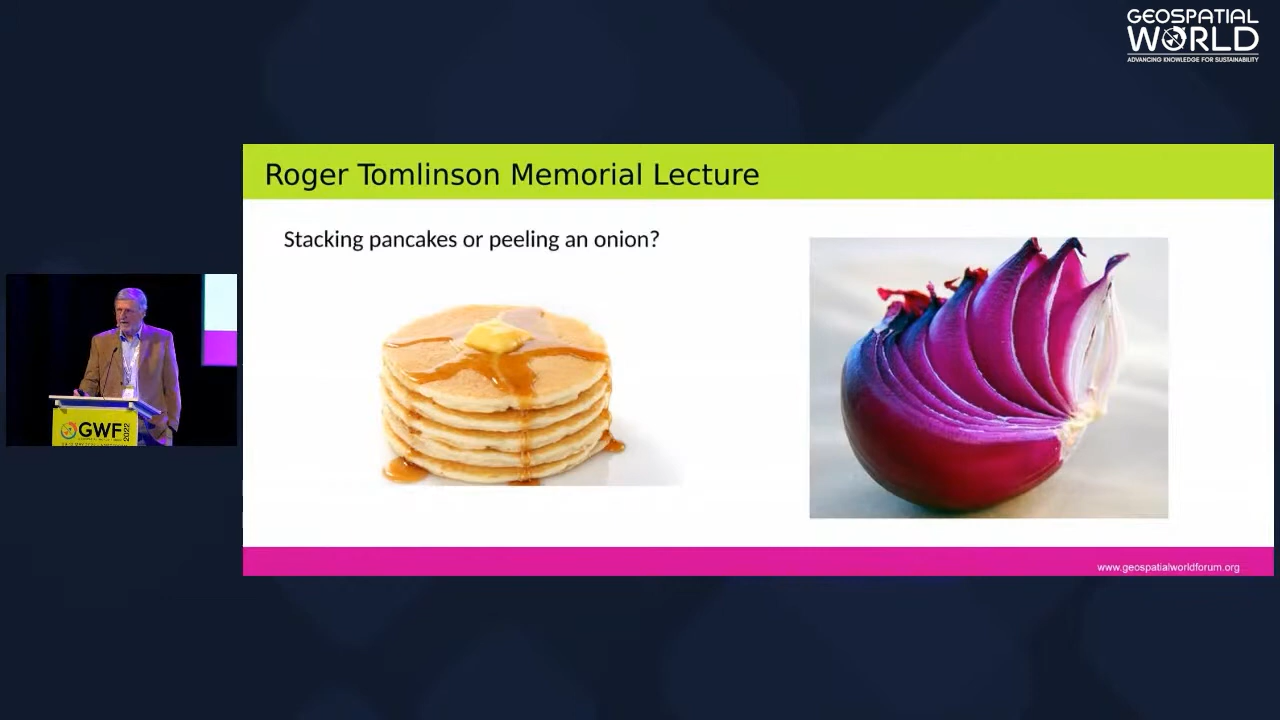 GEOSPATIAL
WORLD
ADVANCING KNOWLEDGE FOR SUSTAINABILITY
Roger Tomlinson Memorial Lecture
Stacking pancakes or peeling an onion?
GWF
2022
www.geospatialworldforum.org